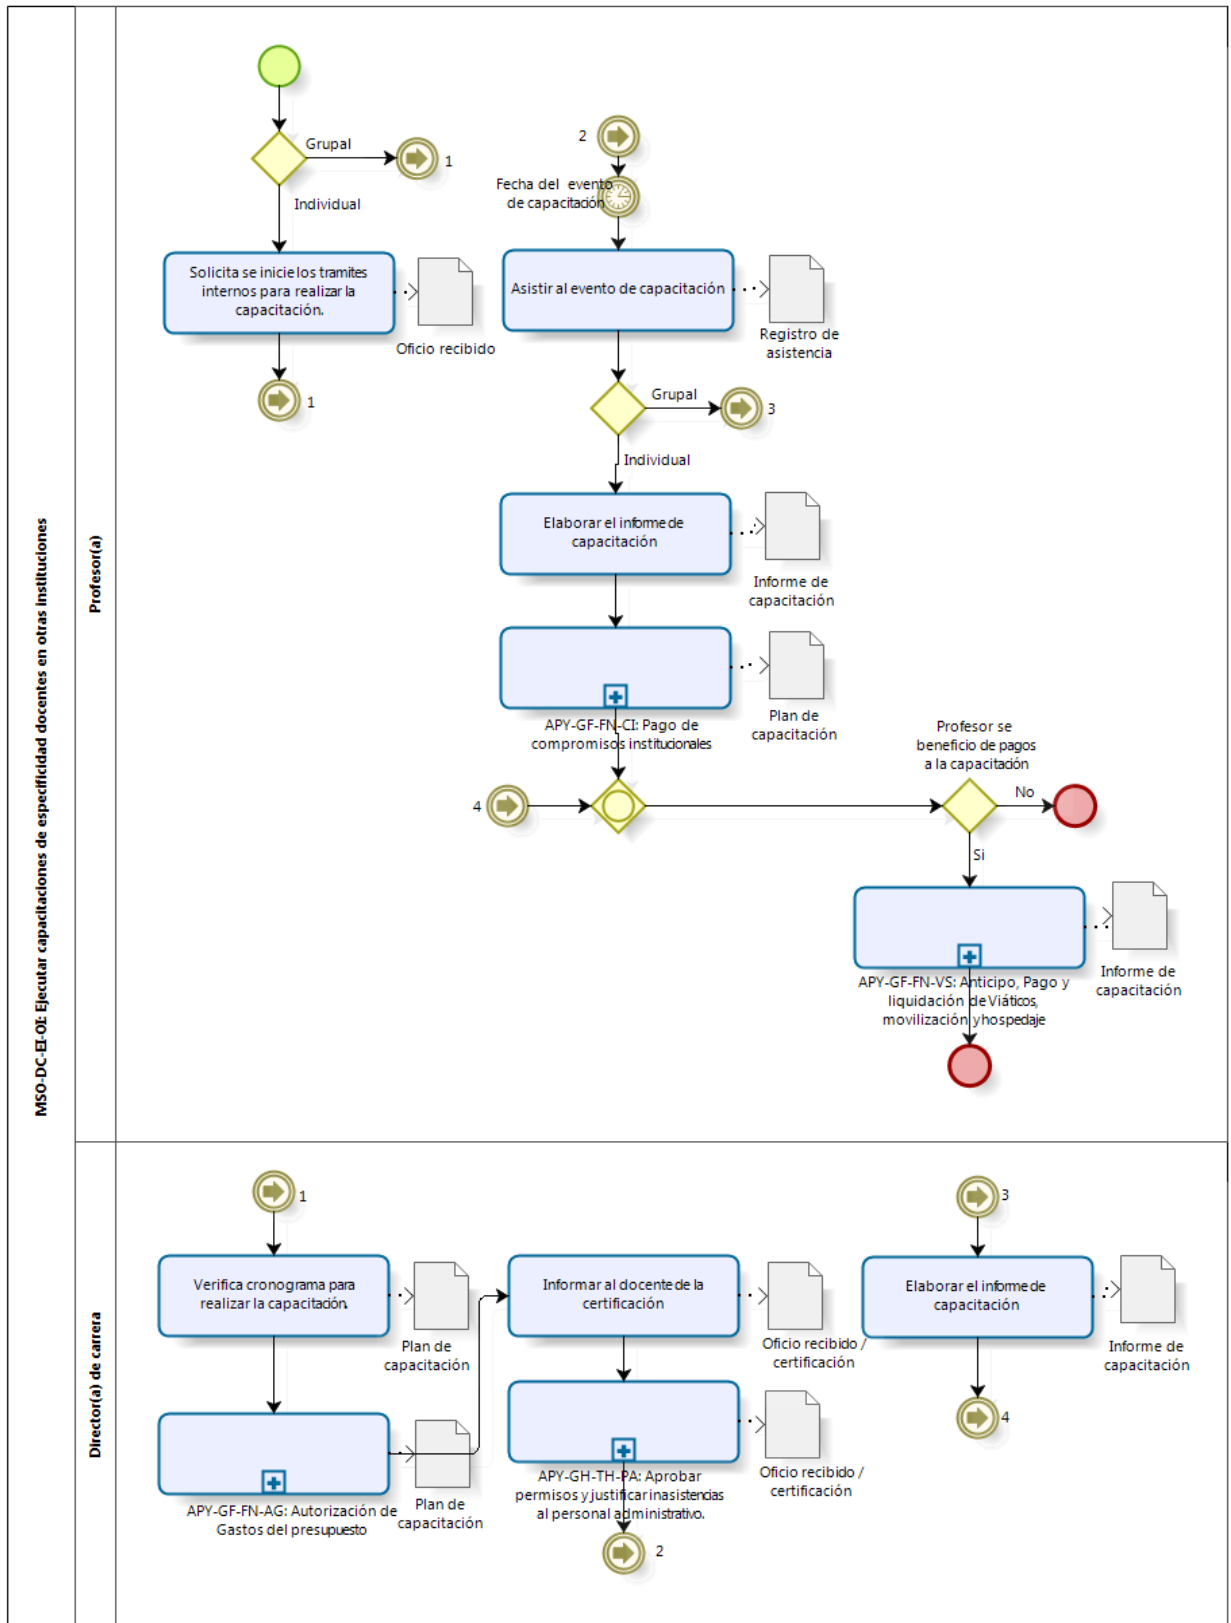 MSO-DC-EI-OI: Ejecutar capacitaciones de especificidad docentes en otras instituciones
Profesor(a)
Grupal
1
Individual
Solicita se inicie los tramites
internos para realizar la
capacitación.
Oficio recibido
1
2
Fecha del evento
de capacitación
Asistir al evento de capacitación
Registro de
asistencia
Grupal
3
Individual
Elaborar el informe de
capacitación
Informe de
capacitación
APY-GF-FN-CI: Pago de
compromisos institucionales
Plan de
capacitación
4
Profesor se
beneficio de pagos
a la capacitación
No
Si
APY-GF-FN-VS: Anticipo, Pago y
liquidación de Viáticos,
movilización y hospedaje
Informe de
capacitación
Director(a) de carrera
1
Verifica cronograma para
realizar la capacitación.
Plan de
capacitación
APY-GF-FN-AG: Autorización de
Gastos del presupuesto
Plan de
capacitación
Informar al docente de la
certificación
Oficio recibido /
certificación
APY-GH-TH-PA: Aprobar
permisos y justificar inasistencias
al personal administrativo.
Oficio recibido /
certificación
2
3
Elaborar el informe de
capacitación
Informe de
capacitación
4